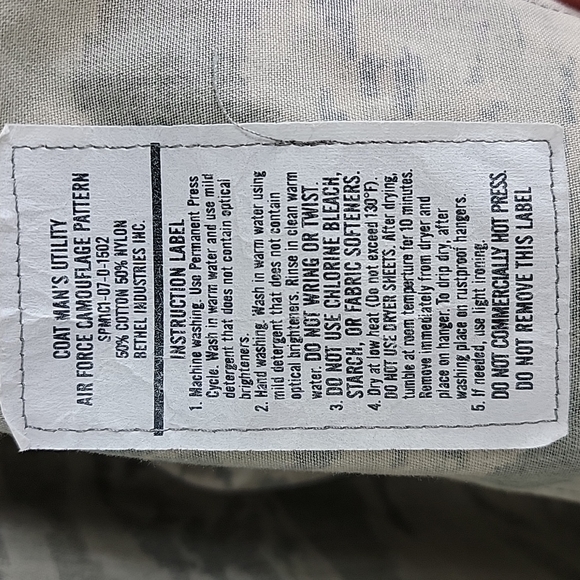 COAT MAN'S UTILITY
AIR FORCE CAMOUFLAGE PATTERN
SPM1C1-07-D-1502
50% COTTON 50% NYLON
BETHEL INDUSTRIES INC.
INSTRUCTION LABEL
1. Machine washing. Use Permanent Press
Cycle. Wash in warm water and use mild
detergent that does not contain optical
brighteners.
2. Hand washing. Wash in warm water using
mild detergent that does not contain
optical brighteners. Rinse in clean warm
water. DO NOT WRING OR TWIST.
3. DO NOT USE CHLORINE BLEACH,
STARCH, OR FABRIC SOFTENERS.
4. Dry at low heat (Do not exceed 130°F).
DO NOT USE DRYER SHEETS. After drying,
tumble at room temperture for 10 minutes.
Remove immediately from dryer and
place on hanger. To drip dry, after
washing place on rustproof hangers.
5. If needed, use light ironing.
DO NOT COMMERCIALLY HOT PRESS.
DO NOT REMOVE THIS LABEL